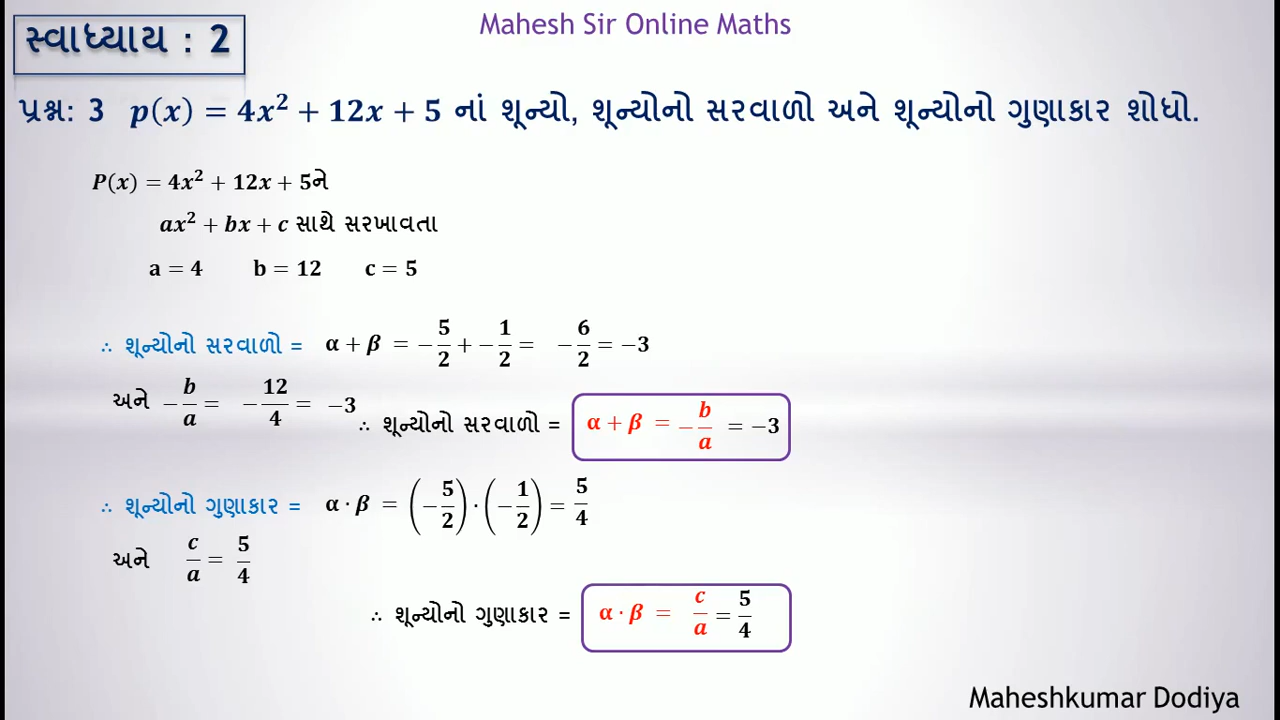 Mahesh Sir Online Maths
સ્વાધ્યાય : 2
પ્રશ્ન: 3 p(x) = 4x² + 12x + 5 નાં શૂન્યો, શૂન્યોનો સરવાળો અને શૂન્યોનો ગુણાકાર શોધો.
P(x) = 4x² + 12x + 5ને
ax² + bx + c સાથે સરખાવતા
a = 4 b = 12 c = 5
∴ શૂન્યોનો સરવાળો = α + β = −5/2 + −1/2 = −6/2 = −3
અને −b/a = −12/4 = −3
∴ શૂન્યોનો સરવાળો = α + β = −b/a = −3
∴ શૂન્યોનો ગુણાકાર = α · β = (−5/2) · (−1/2) = 5/4
અને c/a = 5/4
∴ શૂન્યોનો ગુણાકાર = α · β = c/a = 5/4
Maheshkumar Dodiya